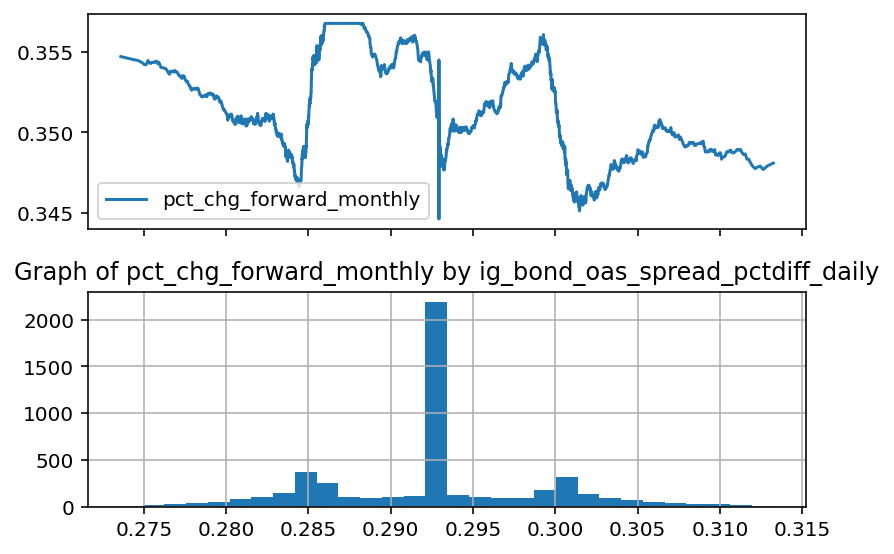 0.355
0.350
0.345
pct_chg_forward_monthly
Graph of pct_chg_forward_monthly by ig_bond_oas_spread_pctdiff_daily
2000
1500
1000
500
0
0.275 0.280 0.285 0.290 0.295 0.300 0.305 0.310 0.315